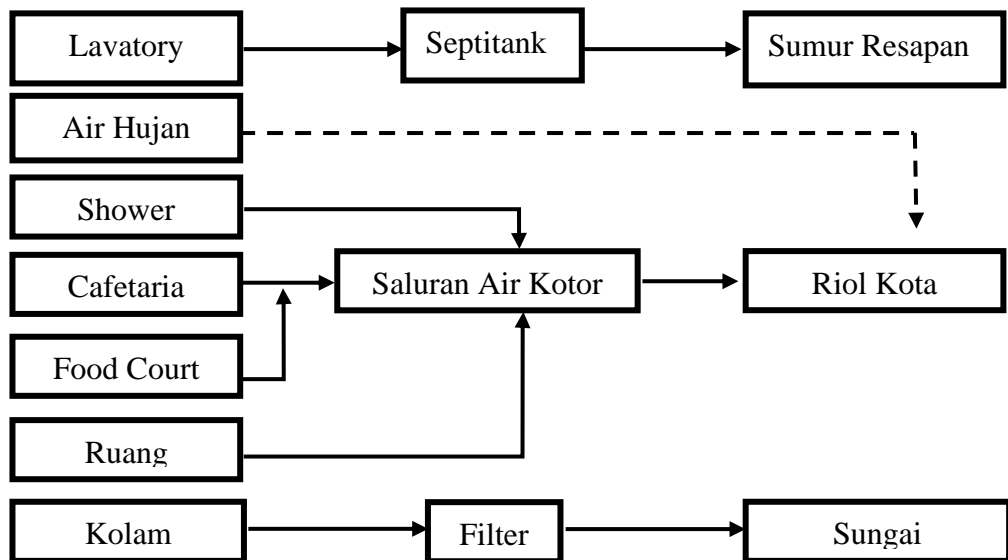 Lavatory
Septitank
Sumur Resapan
Air Hujan
Shower
Cafetaria
Saluran Air Kotor
Riol Kota
Food Court
Ruang
Kolam
Filter
Sungai